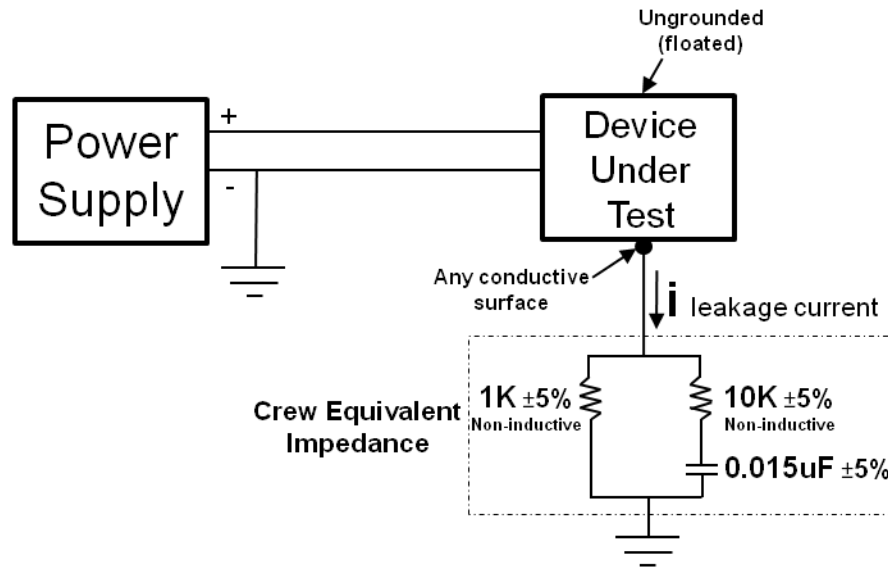 Ungrounded
(floated)
Power
Supply
+
-
Device
Under
Test
Any conductive
surface
i leakage current
Crew Equivalent
Impedance
1K ±5%
Non-inductive
10K ±5%
Non-inductive
0.015uF ±5%